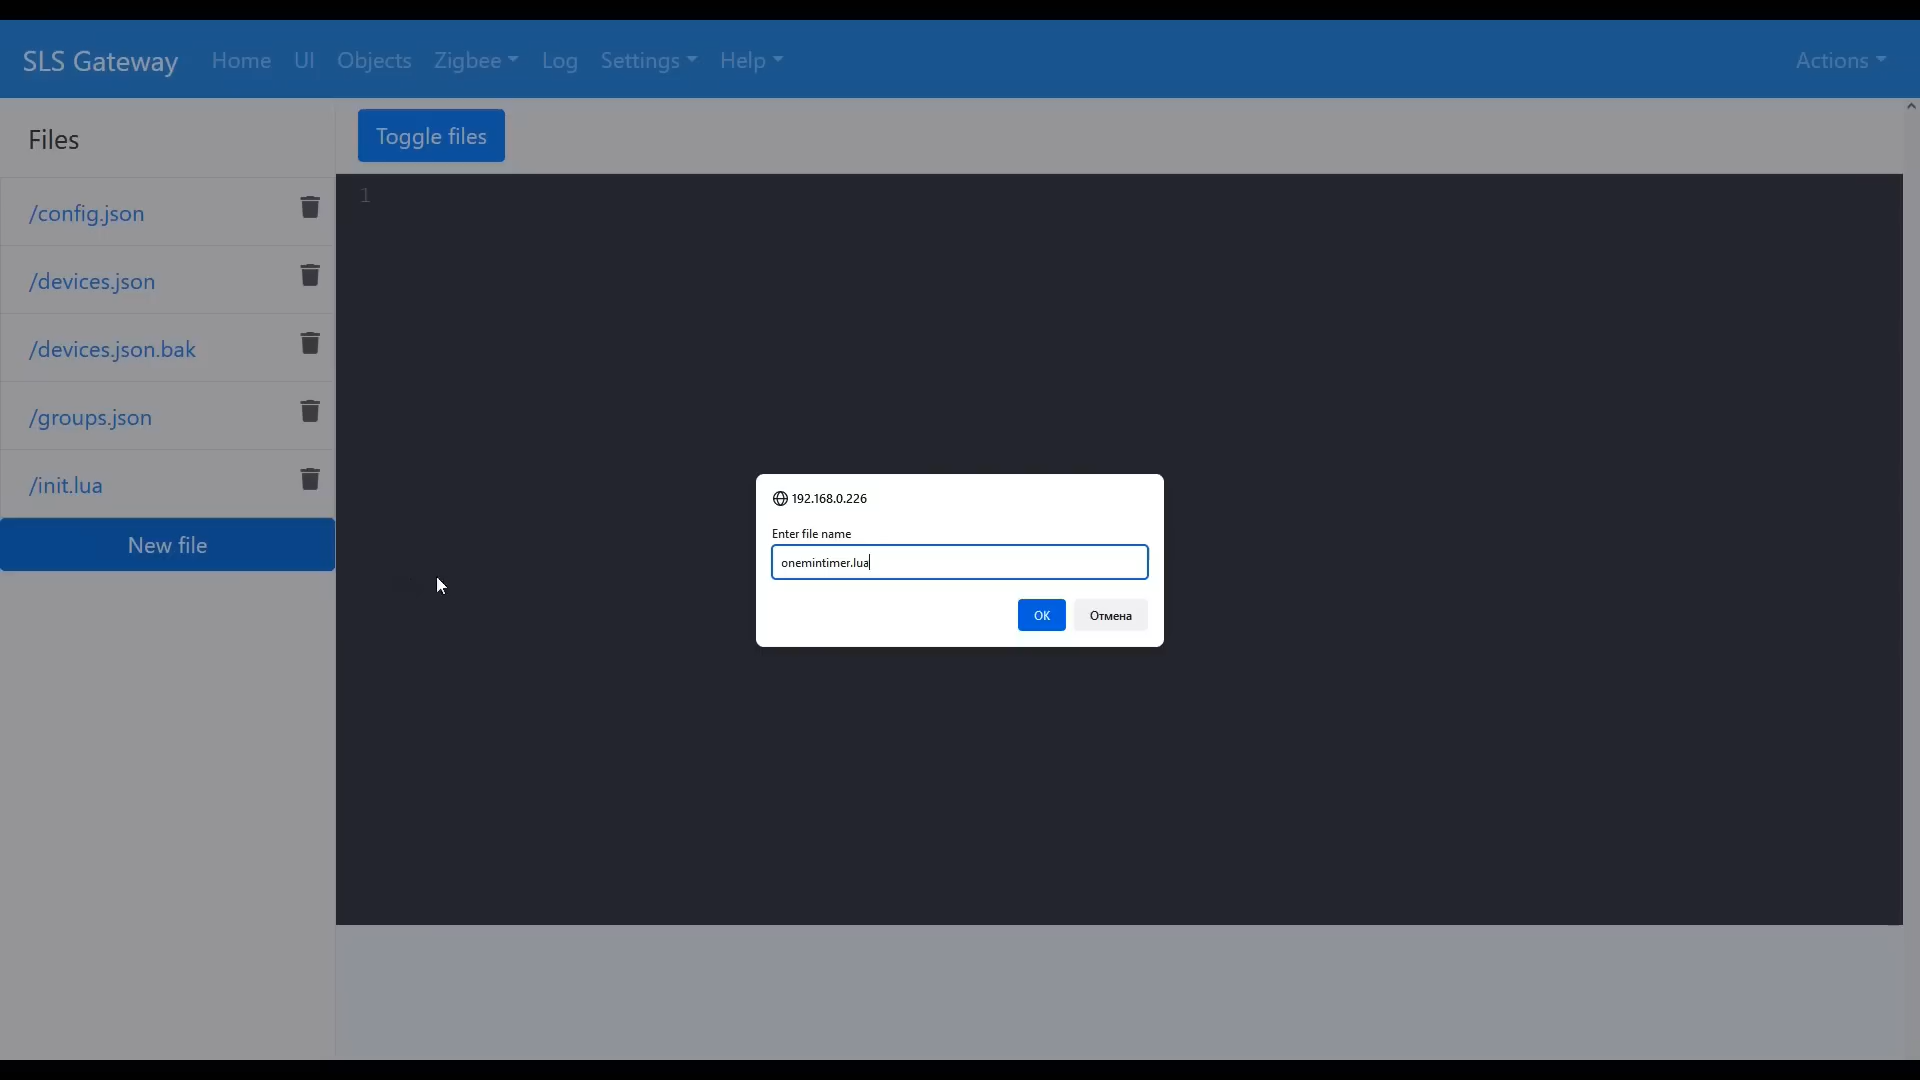 SLS Gateway Home UI Objects Zigbee Log Settings Help Actions
Files
Toggle files
1
/config.json
/devices.json
/devices.json.bak
/groups.json
/init.lua
New file
192.168.0.226
Enter file name
onemintimer.lua
OK Отмена